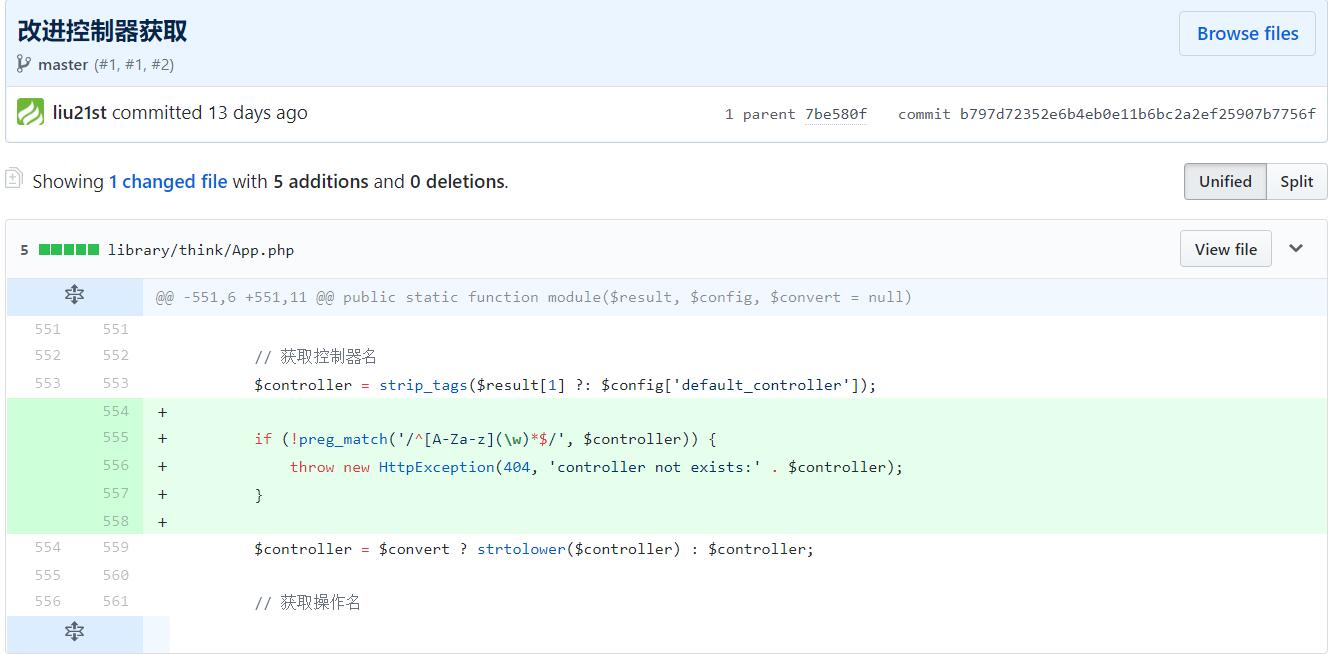 改进控制器获取
Browse files
master (#1, #1, #2)
liu21st committed 13 days ago
1 parent 7be580f commit b797d72352e6b4eb0e11b6bc2a2ef25907b7756f
Showing 1 changed file with 5 additions and 0 deletions.
Unified Split
5 library/think/App.php
View file
@@ -551,6 +551,11 @@ public static function module($result, $config, $convert = null)
551 551
552 552 // 获取控制器名
553 553 $controller = strip_tags($result[1] ?: $config['default_controller']);
554 +
555 + if (!preg_match('/^[A-Za-z](\w)*$/', $controller)) {
556 + throw new HttpException(404, 'controller not exists:' . $controller);
557 + }
558 +
554 559 $controller = $convert ? strtolower($controller) : $controller;
555 560
556 561 // 获取操作名